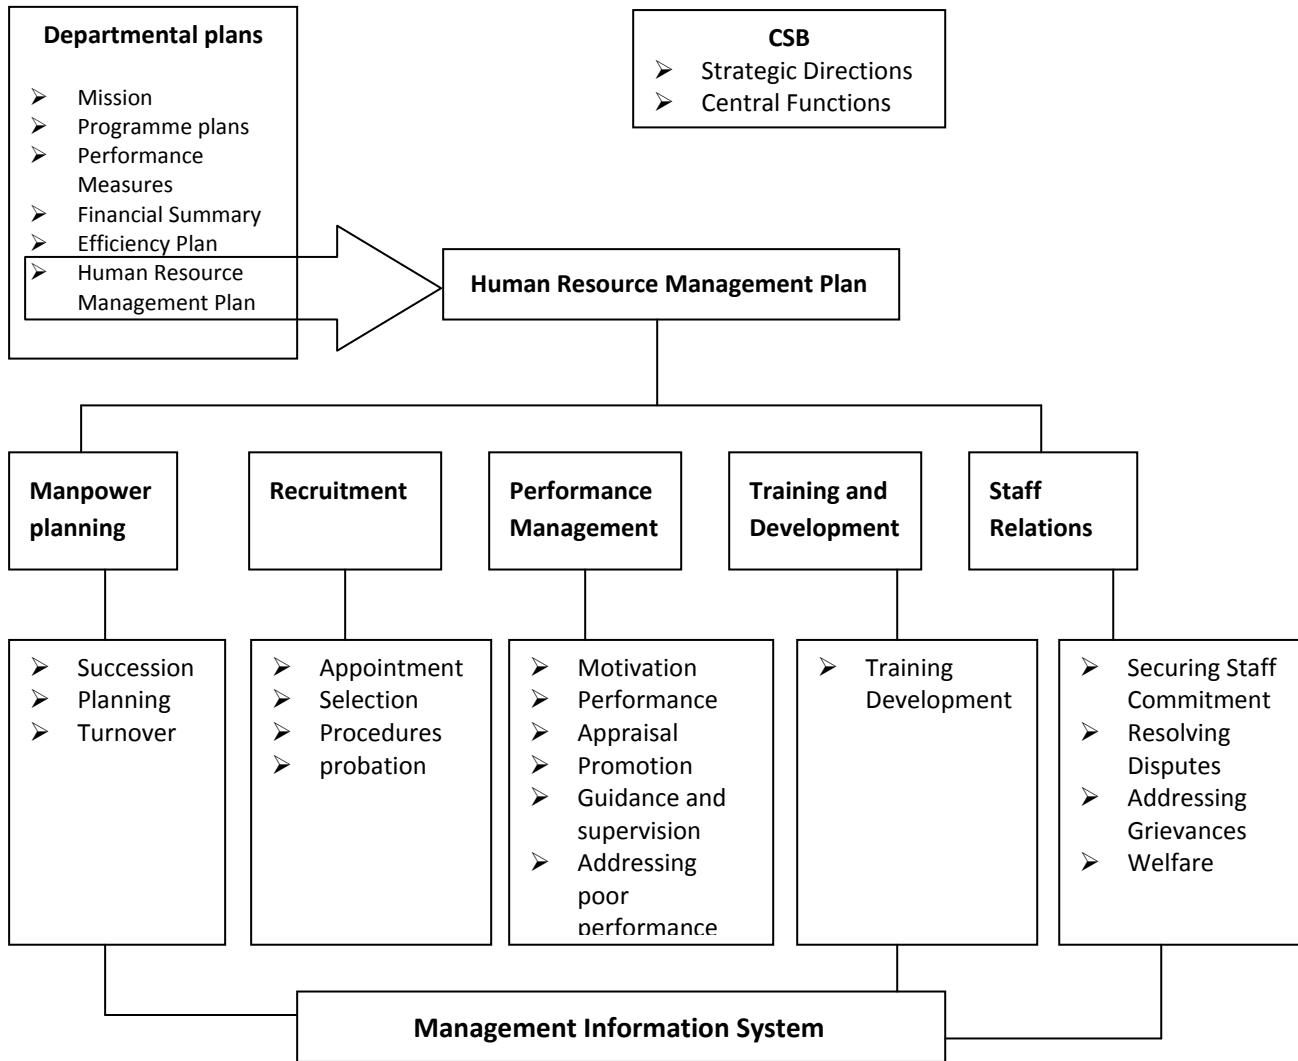 Departmental plans
Mission
Programme plans
Performance
Measures
Financial Summary
Efficiency Plan
Human Resource
Management Plan
CSB
Strategic Directions
Central Functions
Human Resource Management Plan
Manpower
planning
Recruitment
Performance
Management
Training and
Development
Staff
Relations
Succession
Planning
Turnover
Appointment
Selection
Procedures
probation
Motivation
Performance
Appraisal
Promotion
Guidance and
supervision
Addressing
poor
performance
Training
Development
Securing Staff
Commitment
Resolving
Disputes
Addressing
Grievances
Welfare
Management Information System